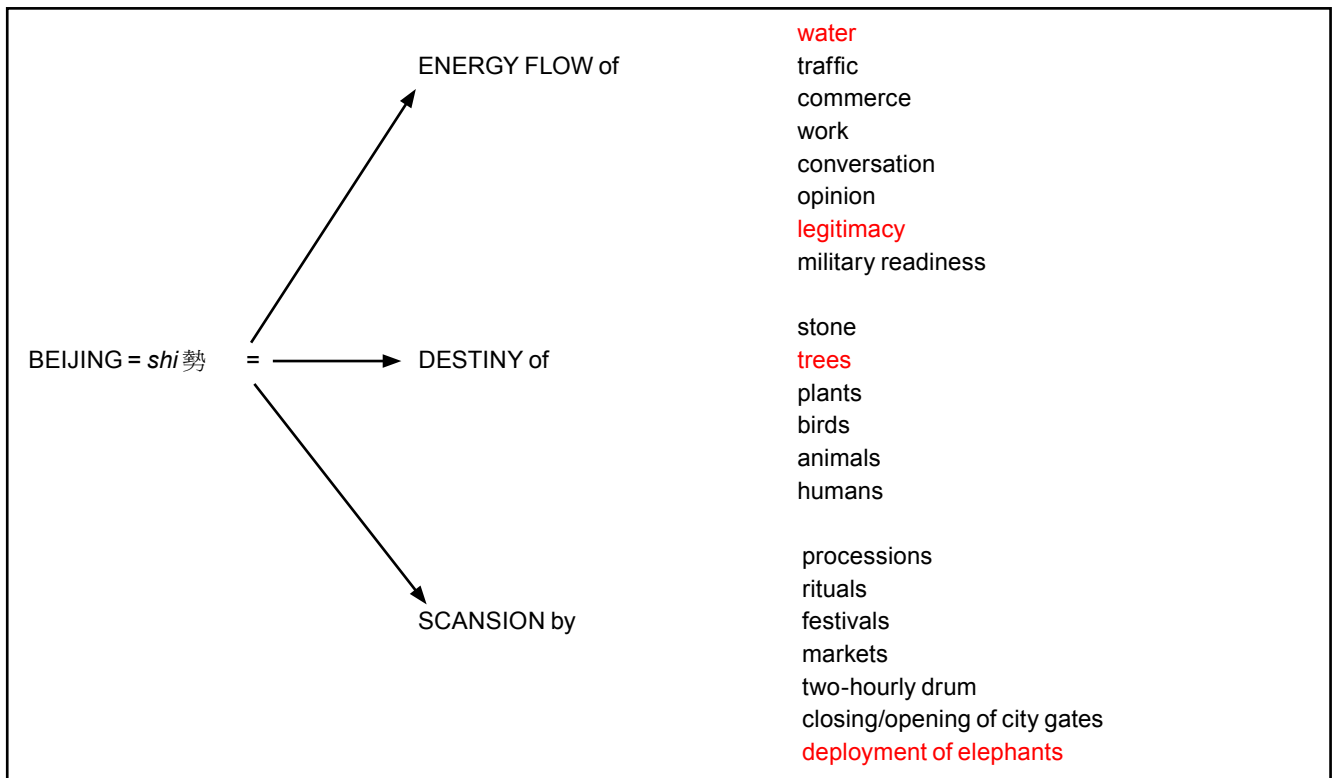 ENERGY FLOW of
water
traffic
commerce
work
conversation
opinion
legitimacy
military readiness
BEIJING = shi 勢 =
DESTINY of
stone
trees
plants
birds
animals
humans
SCANSION by
processions
rituals
festivals
markets
two-hourly drum
closing/opening of city gates
deployment of elephants